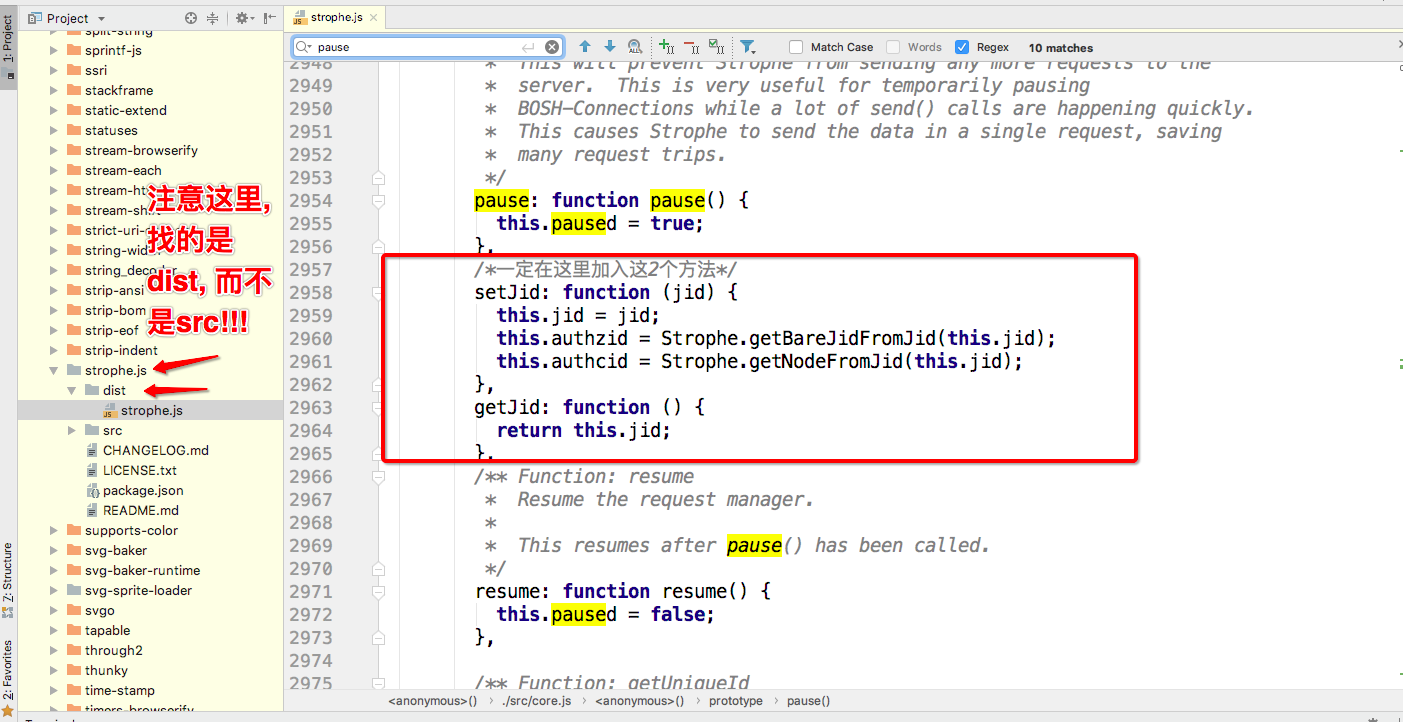 1: Project
Project
strophe.js
pause
Match Case
Words
Regex
10 matches
split-string
sprintf-js
ssri
stackframe
static-extend
statuses
stream-browserify
stream-each
stream-ht
stream-shi
strict-uri-
string-wid
string_decoder
strip-ansi
strip-bom
strip-eof
strip-indent
strophe.js
dist
strophe.js
src
CHANGELOG.md
LICENSE.txt
package.json
README.md
supports-color
svg-baker
svg-baker-runtime
svg-sprite-loader
svgo
tapable
through2
thunky
time-stamp
timers-browserify
注意这里,
找的是
dist, 而不
是src!!!
7: Structure
2: Favorites
2948 * This will prevent Strophe from sending any more requests to the
2949 * server.  This is very useful for temporarily pausing
2950 * BOSH-Connections while a lot of send() calls are happening quickly.
2951 * This causes Strophe to send the data in a single request, saving
2952 * many request trips.
2953 */
2954 pause: function pause() {
2955 this.paused = true;
2956 },
2957 /*一定在这里加入这2个方法*/
2958 setJid: function (jid) {
2959 this.jid = jid;
2960 this.authzid = Strophe.getBareJidFromJid(this.jid);
2961 this.authcid = Strophe.getNodeFromJid(this.jid);
2962 },
2963 getJid: function () {
2964 return this.jid;
2965 },
2966 /** Function: resume
2967 * Resume the request manager.
2968 *
2969 * This resumes after pause() has been called.
2970 */
2971 resume: function resume() {
2972 this.paused = false;
2973 },
2974
2975 /** Function: getUniqueId
<anonymous>() › ./src/core.js › <anonymous>() › prototype › pause()